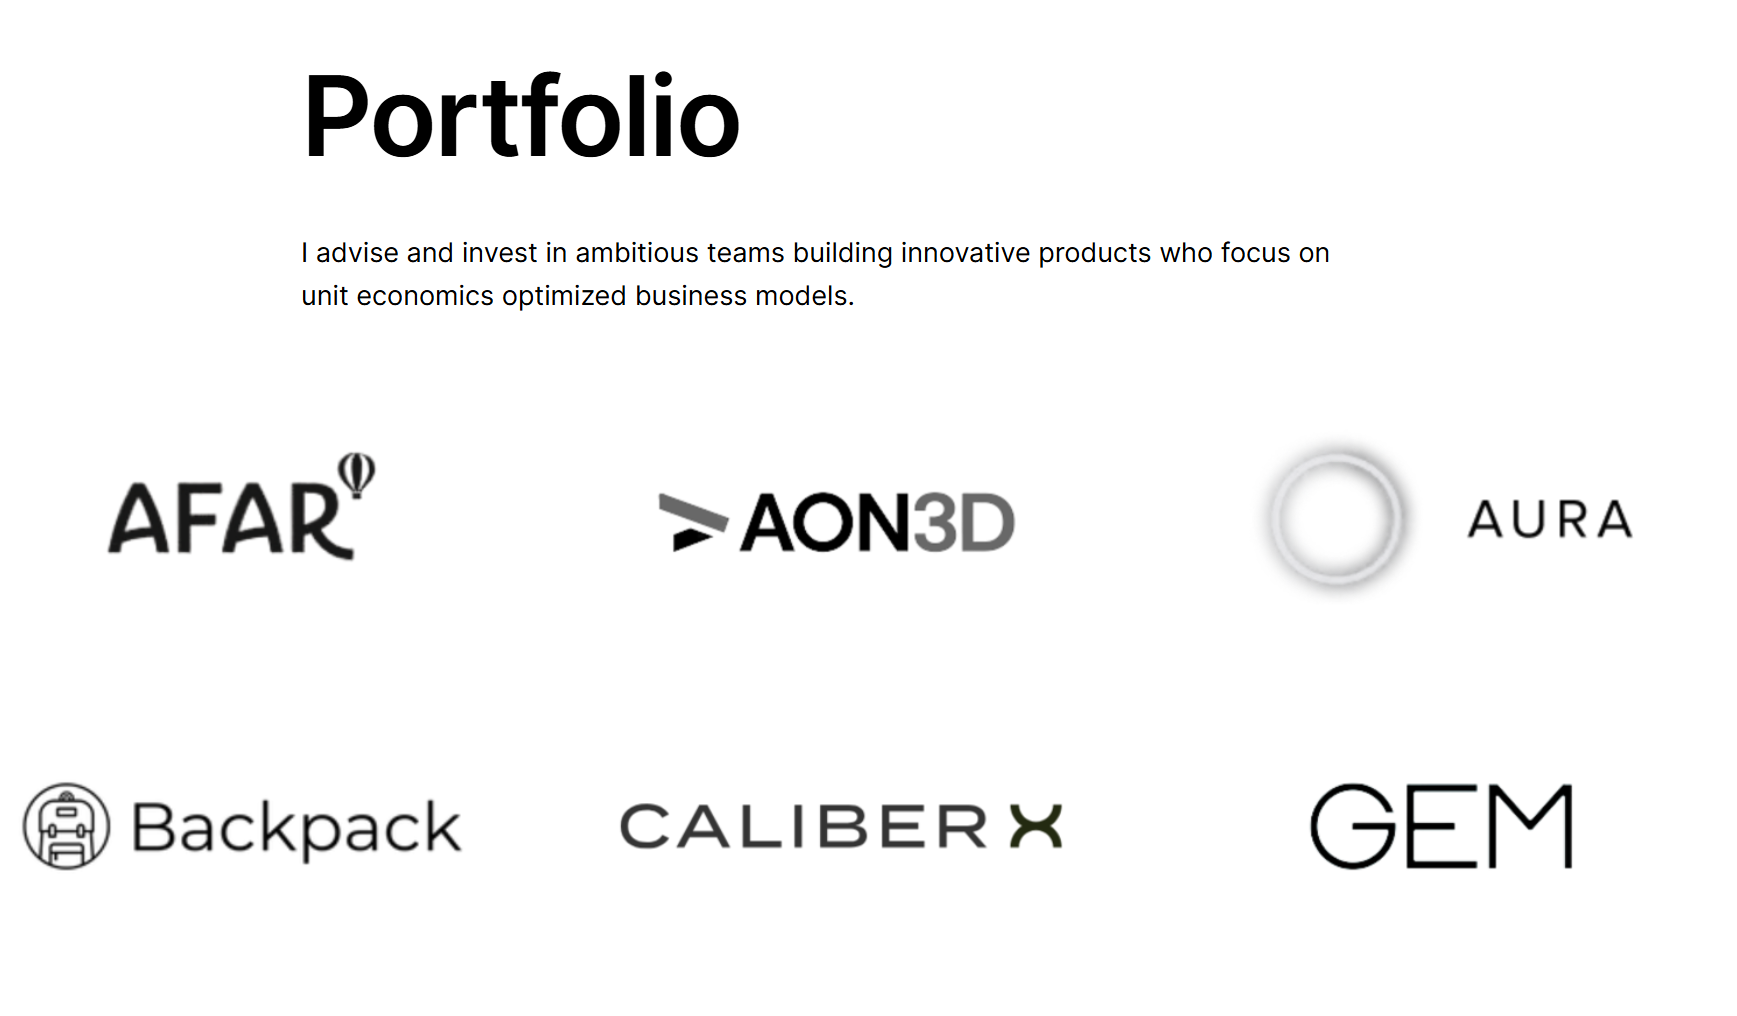 Portfolio
I advise and invest in ambitious teams building innovative products who focus on
unit economics optimized business models.
AFAR
AON3D
AURA
Backpack
CALIBER X
GEM